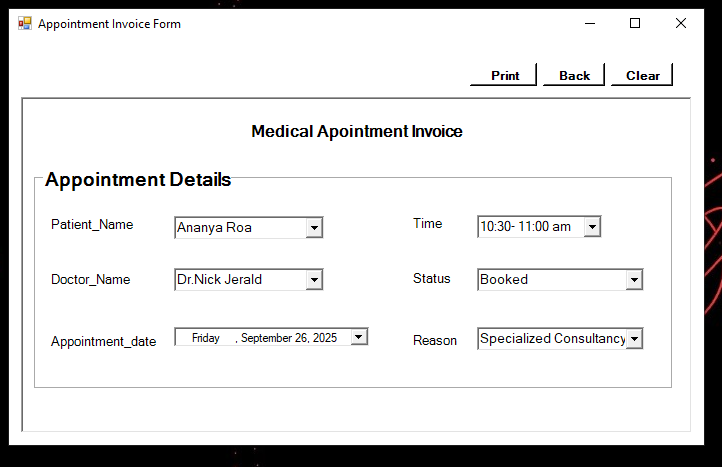 Appointment Invoice Form
Print Back Clear
Medical Apointment Invoice
Appointment Details
Patient_Name Ananya Roa Time 10:30- 11:00 am
Doctor_Name Dr.Nick Jerald Status Booked
Appointment_date Friday , September 26, 2025 Reason Specialized Consultancy